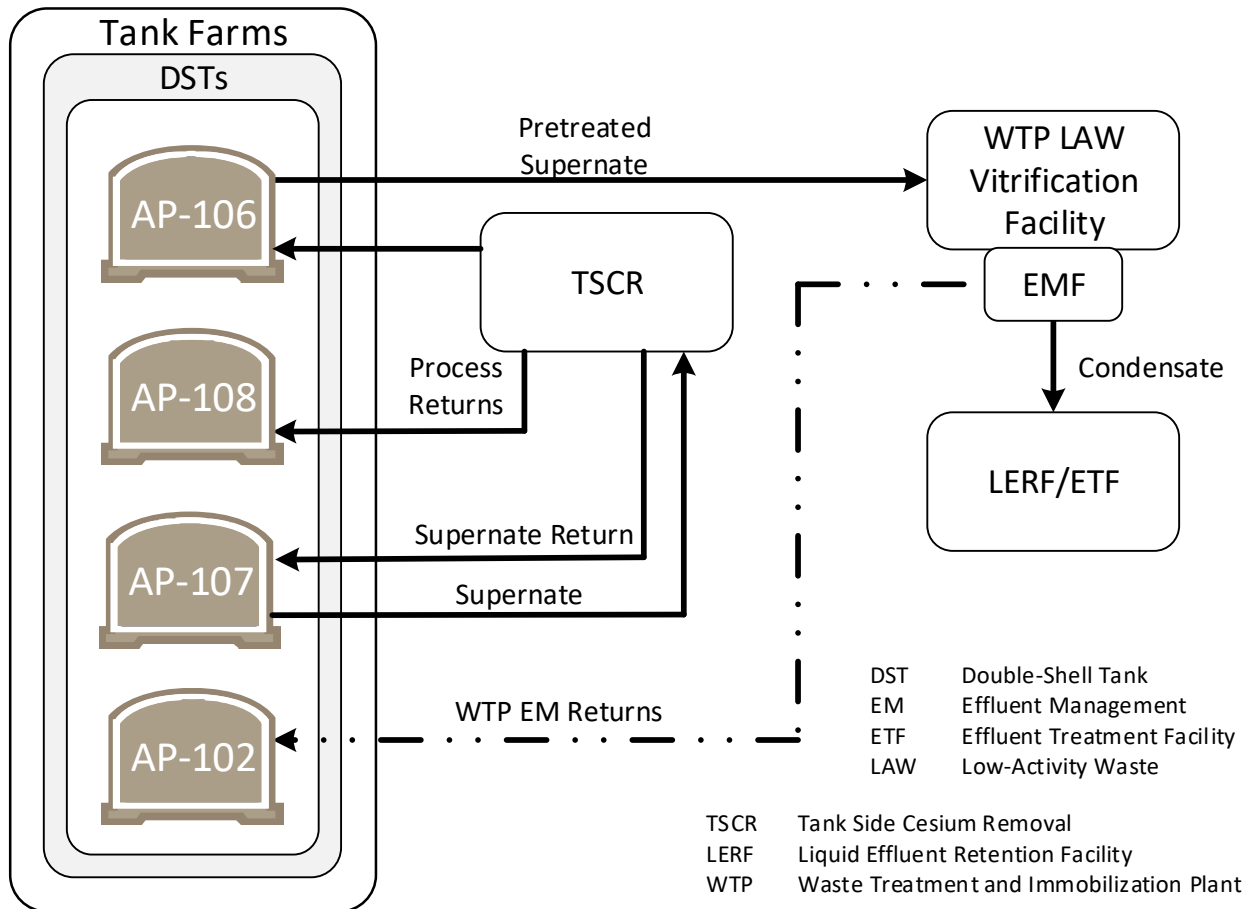 Tank Farms
DSTs
AP-106
AP-108
AP-107
AP-102
Pretreated
Supernate
TSCR
Process
Returns
Supernate Return
Supernate
WTP EM Returns
WTP LAW
Vitrification
Facility
EMF
Condensate
LERF/ETF
DST Double-Shell Tank
EM Effluent Management
ETF Effluent Treatment Facility
LAW Low-Activity Waste
TSCR Tank Side Cesium Removal
LERF Liquid Effluent Retention Facility
WTP Waste Treatment and Immobilization Plant